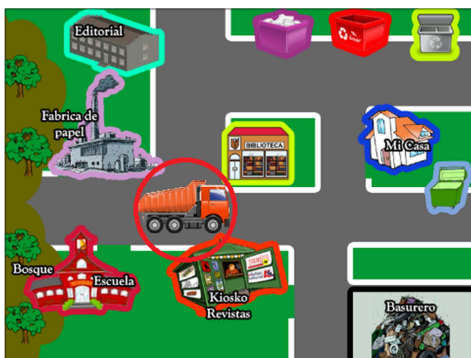 Editorial
Fabrica de
papel
BIBLIOTECA
Mi Casa
Bosque
Escuela
Kiosko
Revistas
Basurero